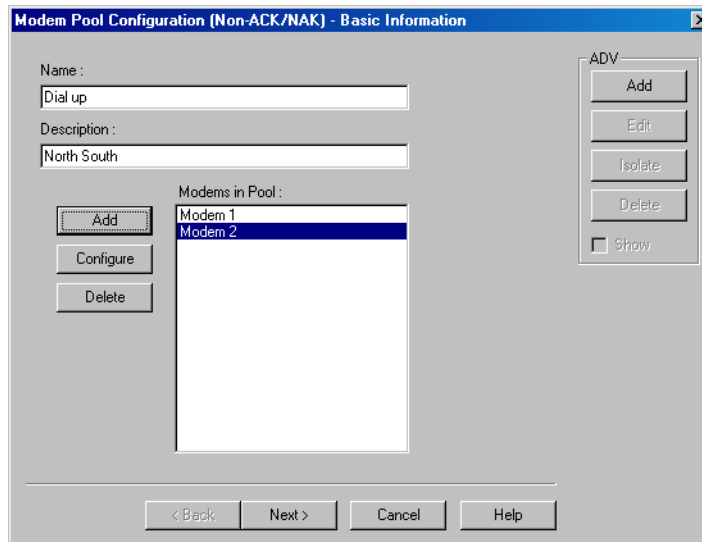 Modem Pool Configuration (Non-ACK/NAK) - Basic Information
Name :
Dial up
Description :
North South
Modems in Pool :
Modem 1
Modem 2
Add
Configure
Delete
ADV
Add
Edit
Isolate
Delete
Show
< Back
Next >
Cancel
Help